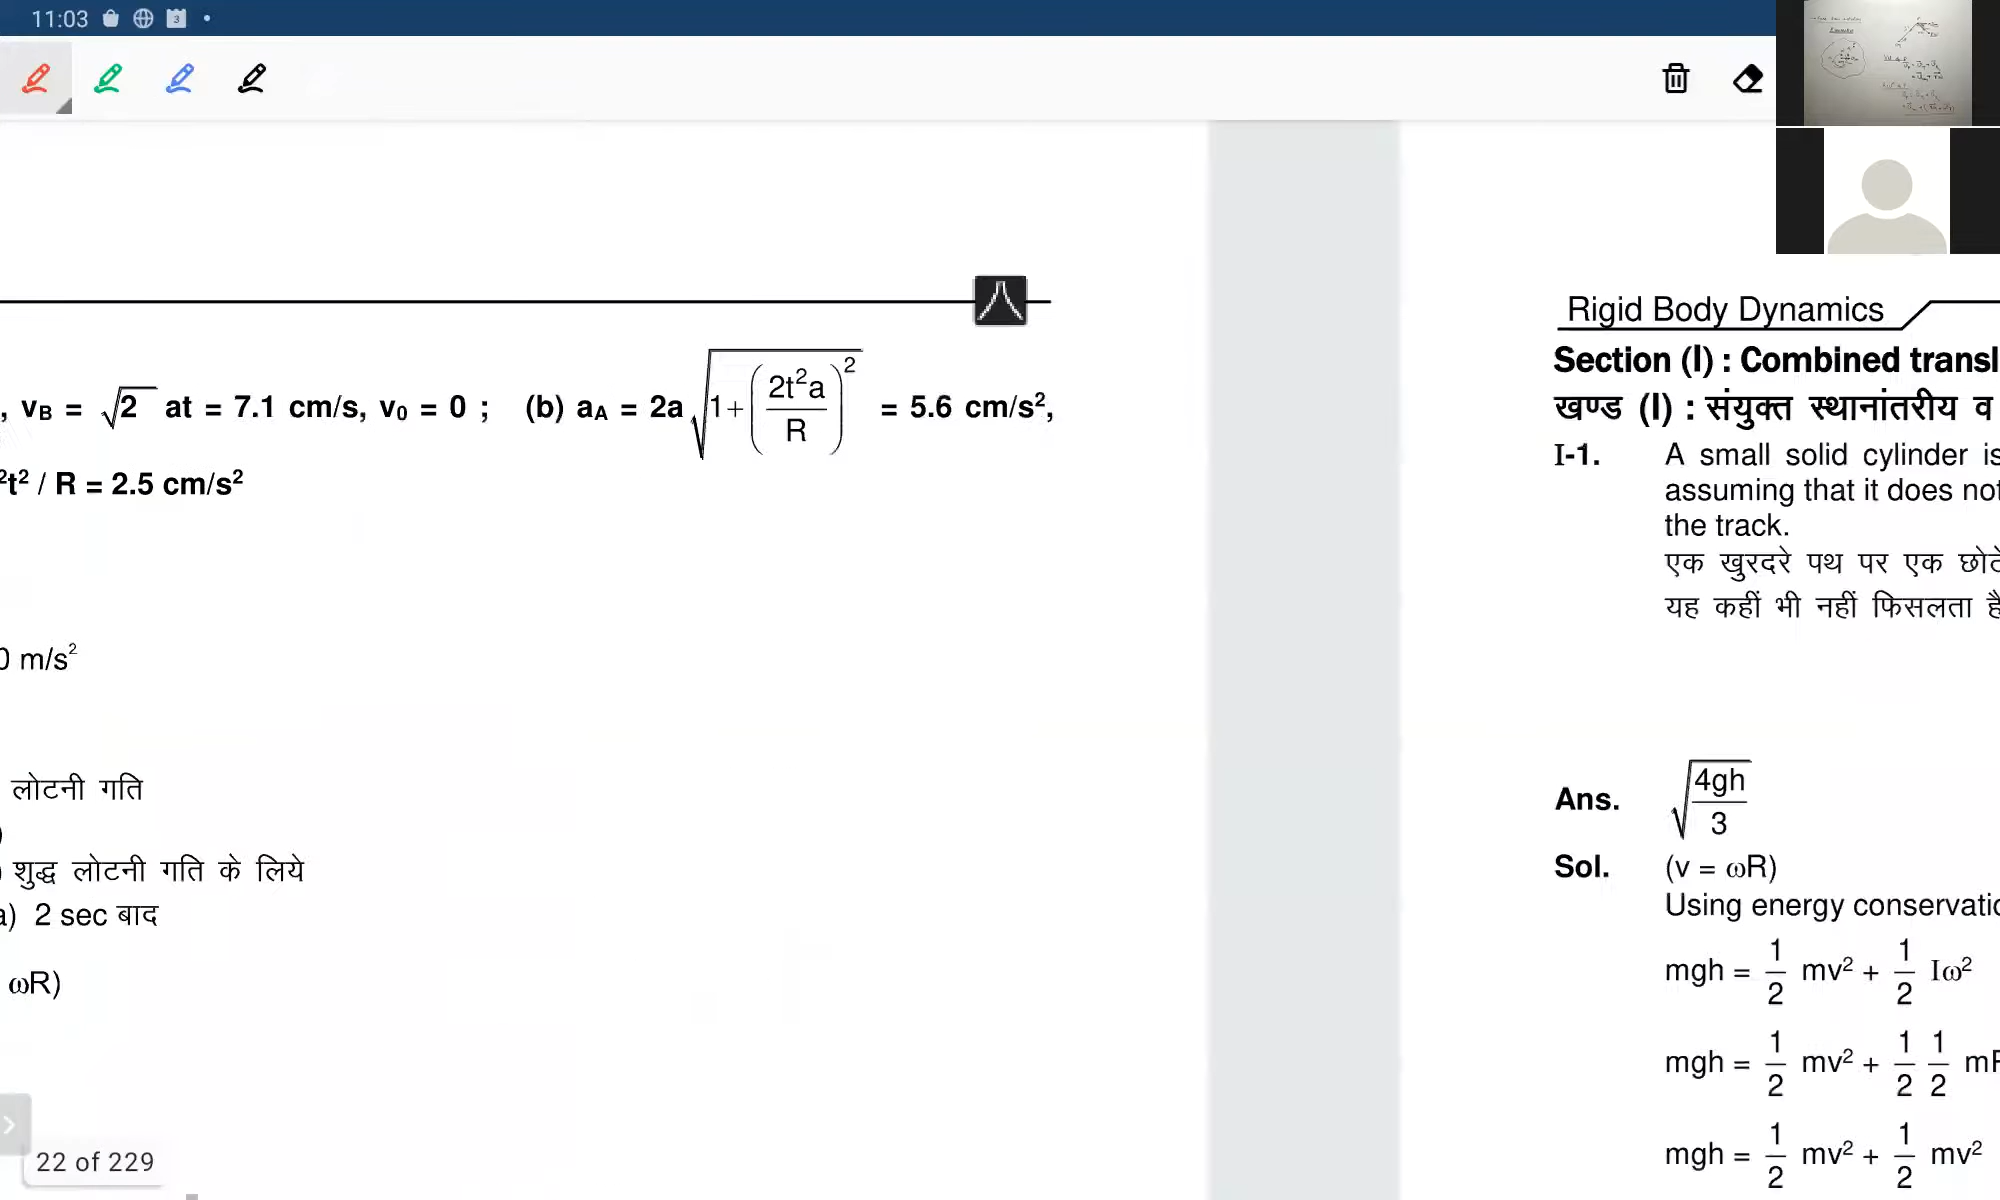 11:03
3
, vB = √2 at = 7.1 cm/s, v0 = 0 ; (b) aA = 2a √(1+(2t²a/R)²) = 5.6 cm/s²,
²t² / R = 2.5 cm/s²
0 m/s²
लोटनी गति
)
) शुद्ध लोटनी गति के लिये
a) 2 sec बाद
ωR)
22 of 229
Rigid Body Dynamics
Section (I) : Combined transl
खण्ड (I) : संयुक्त स्थानांतरीय व
I-1. A small solid cylinder is
assuming that it does not
the track.
एक खुरदरे पथ पर एक छोटे
यह कहीं भी नहीं फिसलता है
Ans. √(4gh/3)
Sol. (v = ωR)
Using energy conservatio
mgh = 1/2 mv² + 1/2 Iω²
mgh = 1/2 mv² + 1/2 1/2 mR
mgh = 1/2 mv² + 1/2 mv²